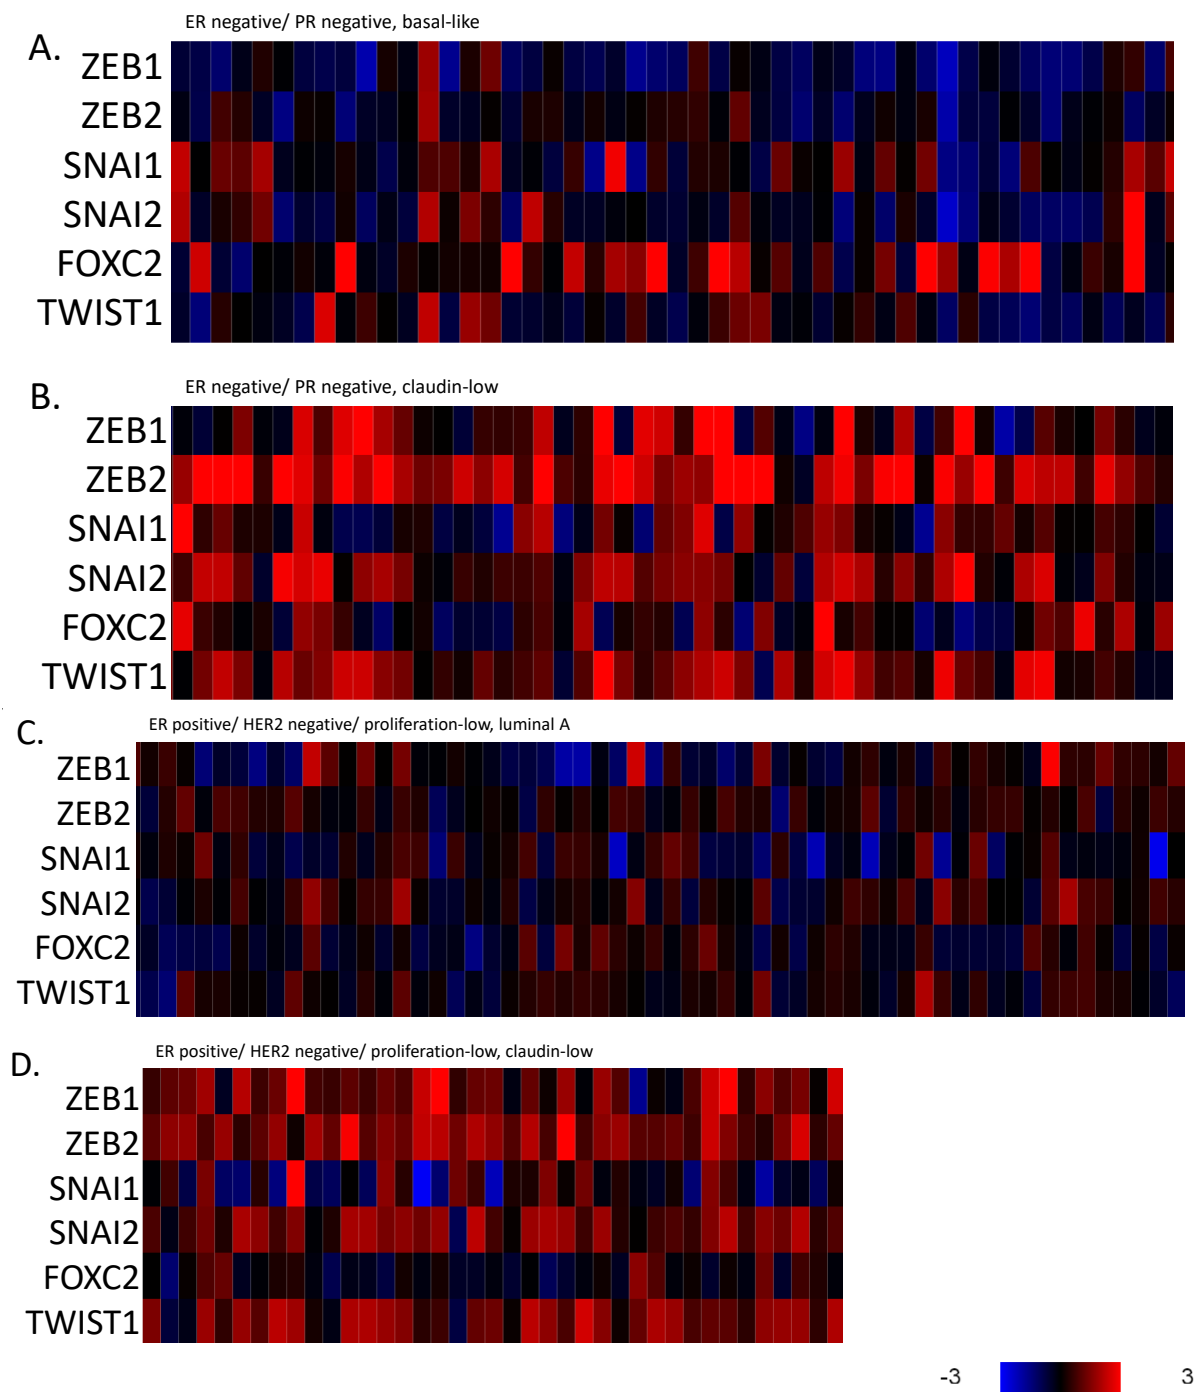 ER negative/ PR negative, basal-like
A.
ZEB1
ZEB2
SNAI1
SNAI2
FOXC2
TWIST1
ER negative/ PR negative, claudin-low
B.
ZEB1
ZEB2
SNAI1
SNAI2
FOXC2
TWIST1
ER positive/ HER2 negative/ proliferation-low, luminal A
C.
ZEB1
ZEB2
SNAI1
SNAI2
FOXC2
TWIST1
ER positive/ HER2 negative/ proliferation-low, claudin-low
D.
ZEB1
ZEB2
SNAI1
SNAI2
FOXC2
TWIST1
-3 3